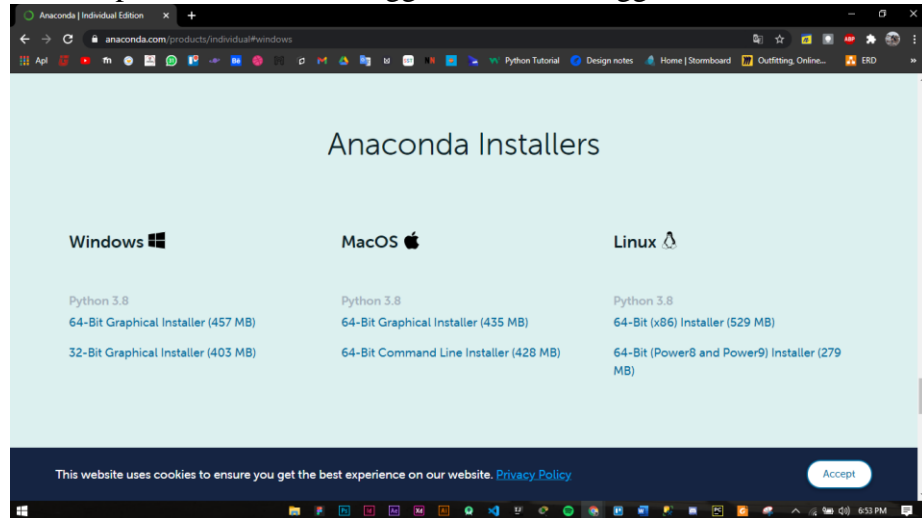 Anaconda | Individual Edition
anaconda.com/products/individual#windows
Apl
Python Tutorial
Design notes
Home | Stormboard
Outfitting, Online...
ERD
Anaconda Installers
Windows
Python 3.8
64-Bit Graphical Installer (457 MB)
32-Bit Graphical Installer (403 MB)
MacOS
Python 3.8
64-Bit Graphical Installer (435 MB)
64-Bit Command Line Installer (428 MB)
Linux
Python 3.8
64-Bit (x86) Installer (529 MB)
64-Bit (Power8 and Power9) Installer (279
MB)
This website uses cookies to ensure you get the best experience on our website. Privacy Policy
Accept
6:53 PM